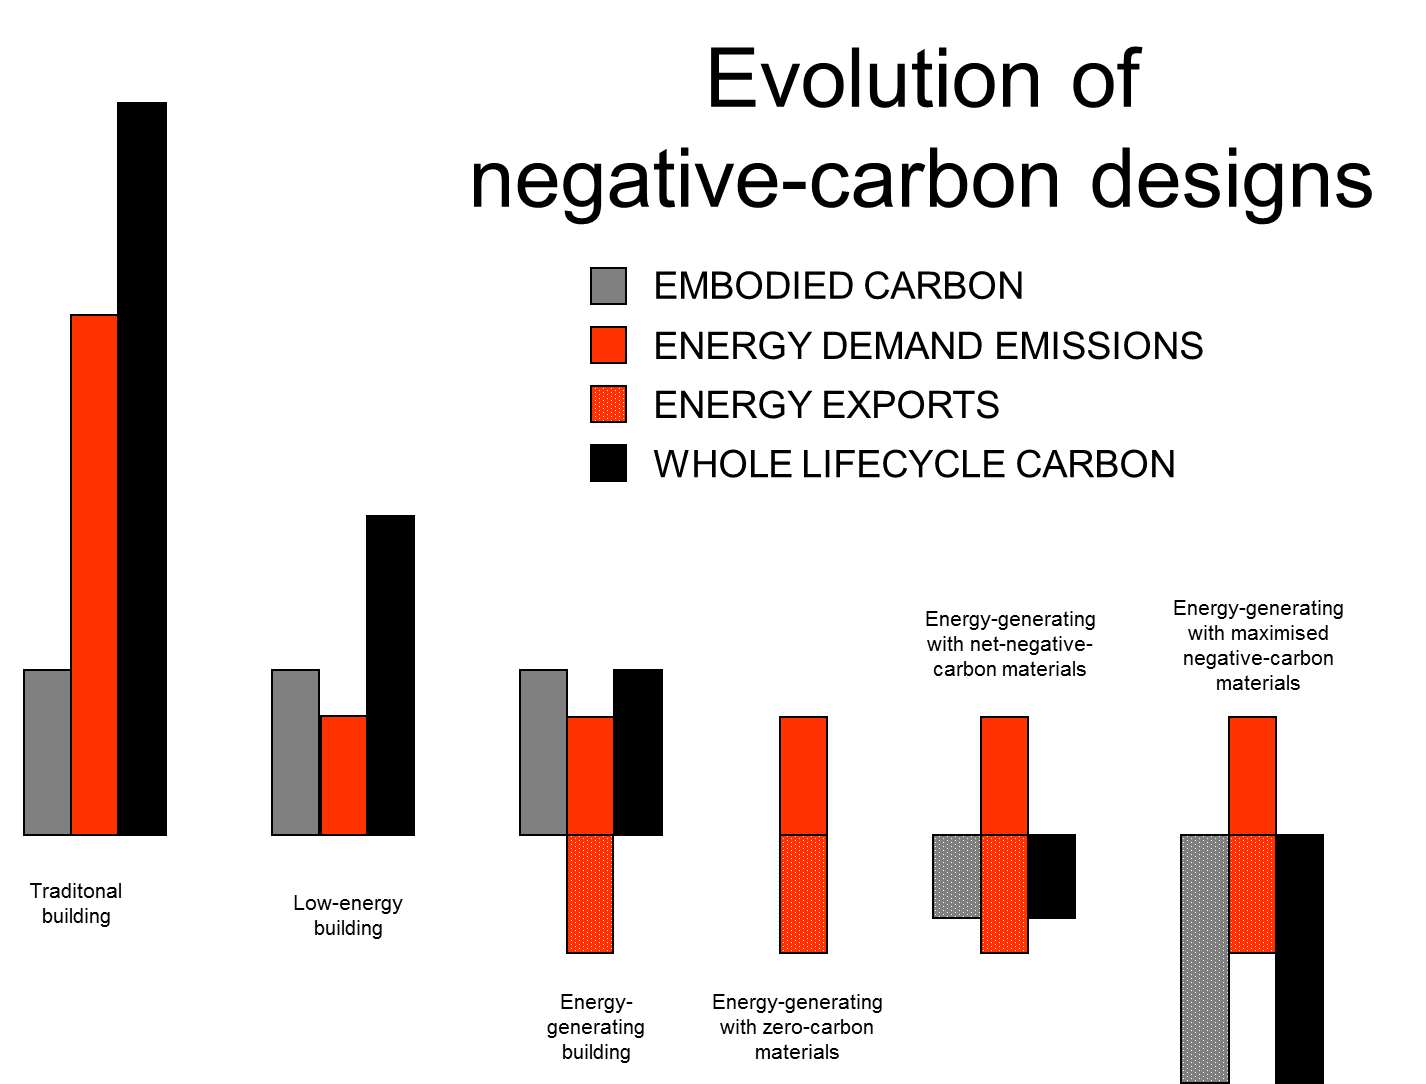 Evolution of
negative-carbon designs
EMBODIED CARBON
ENERGY DEMAND EMISSIONS
ENERGY EXPORTS
WHOLE LIFECYCLE CARBON
Traditonal
building
Low-energy
building
Energy-
generating
building
Energy-generating
with zero-carbon
materials
Energy-generating
with net-negative-
carbon materials
Energy-generating
with maximised
negative-carbon
materials